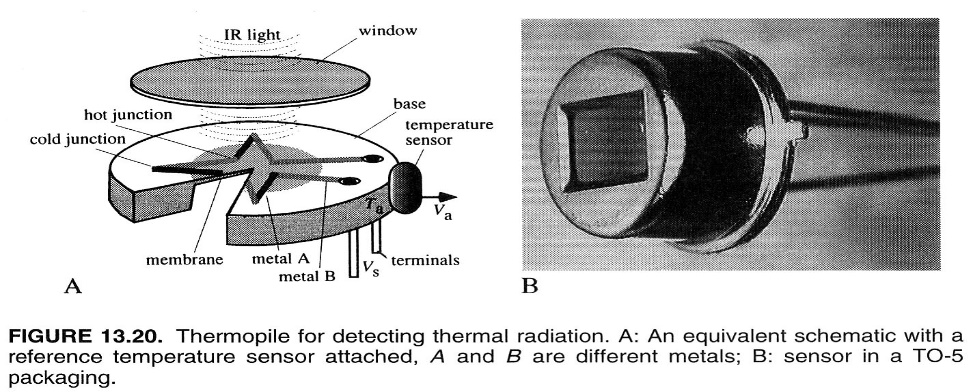 IR light
window
hot junction
cold junction
base
temperature
sensor
Ta
Va
membrane
metal A
metal B
Vs
terminals
A
B
FIGURE 13.20. Thermopile for detecting thermal radiation. A: An equivalent schematic with a
reference temperature sensor attached, A and B are different metals; B: sensor in a TO-5
packaging.